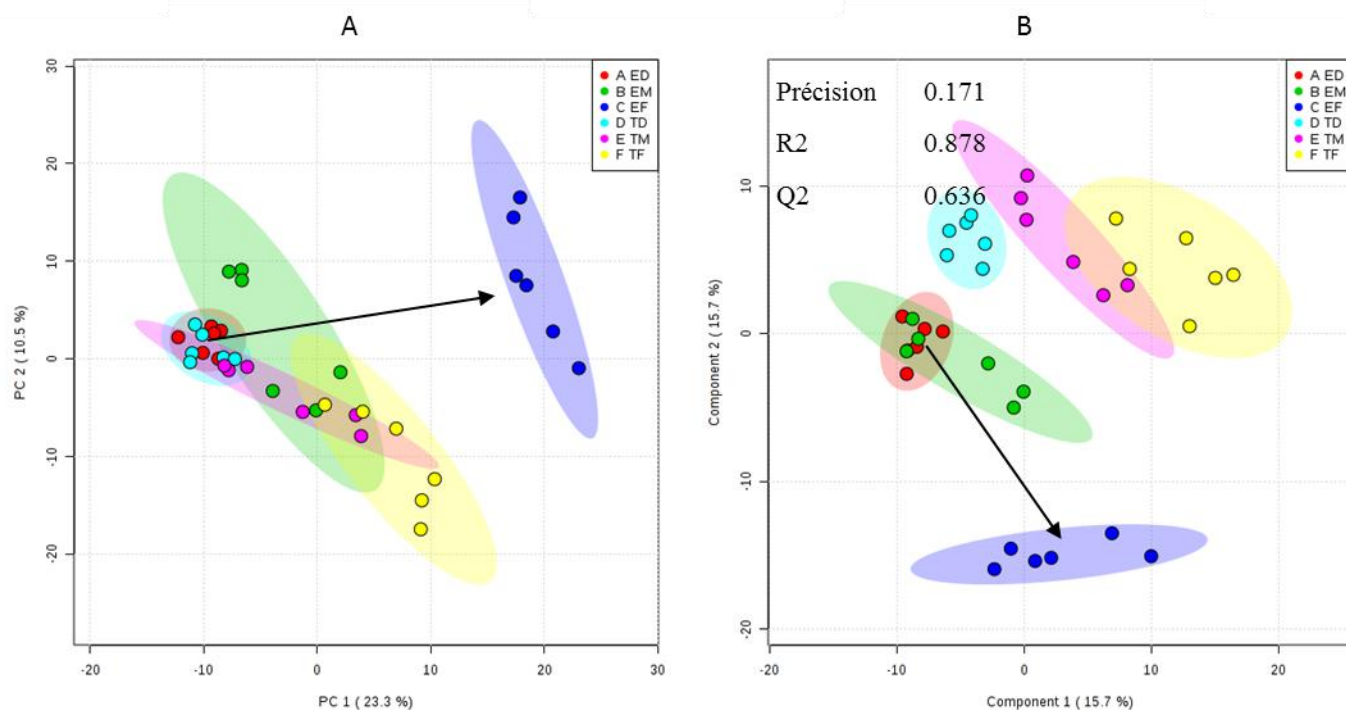 A
30
20
10
0
-10
-20
PC 2 ( 10.5 %)
-20
-10
0
10
20
30
PC 1 ( 23.3 %)
A ED
B EM
C EF
D TD
E TM
F TF
B
Précision 0.171
R2 0.878
Q2 0.636
10
0
-10
-20
Component 2 ( 15.7 %)
-20
-10
0
10
20
Component 1 ( 15.7 %)
A ED
B EM
C EF
D TD
E TM
F TF